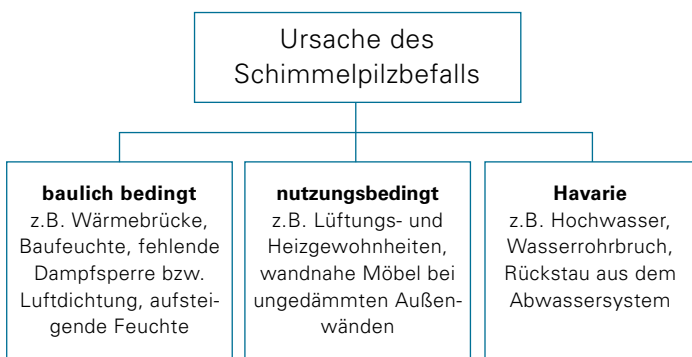 Ursache des
Schimmelpilzbefalls
baulich bedingt
z.B. Wärmebrücke,
Baufeuchte, fehlende
Dampfsperre bzw.
Luftdichtung, aufstei-
gende Feuchte
nutzungsbedingt
z.B. Lüftungs- und
Heizgewohnheiten,
wandnahe Möbel bei
ungedämmten Außen-
wänden
Havarie
z.B. Hochwasser,
Wasserrohrbruch,
Rückstau aus dem
Abwassersystem